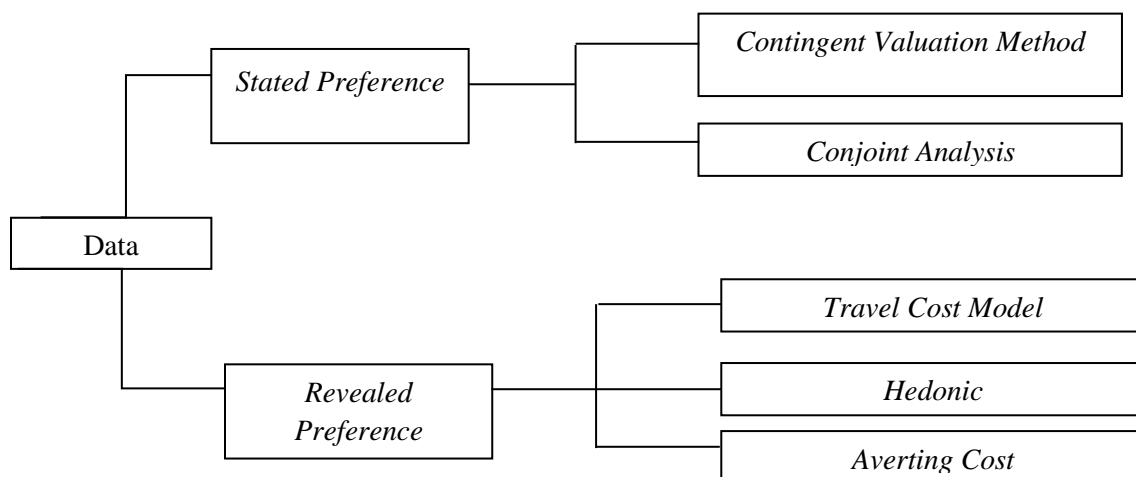 Contingent Valuation Method
Stated Preference
Conjoint Analysis
Data
Travel Cost Model
Revealed
Preference
Hedonic
Averting Cost